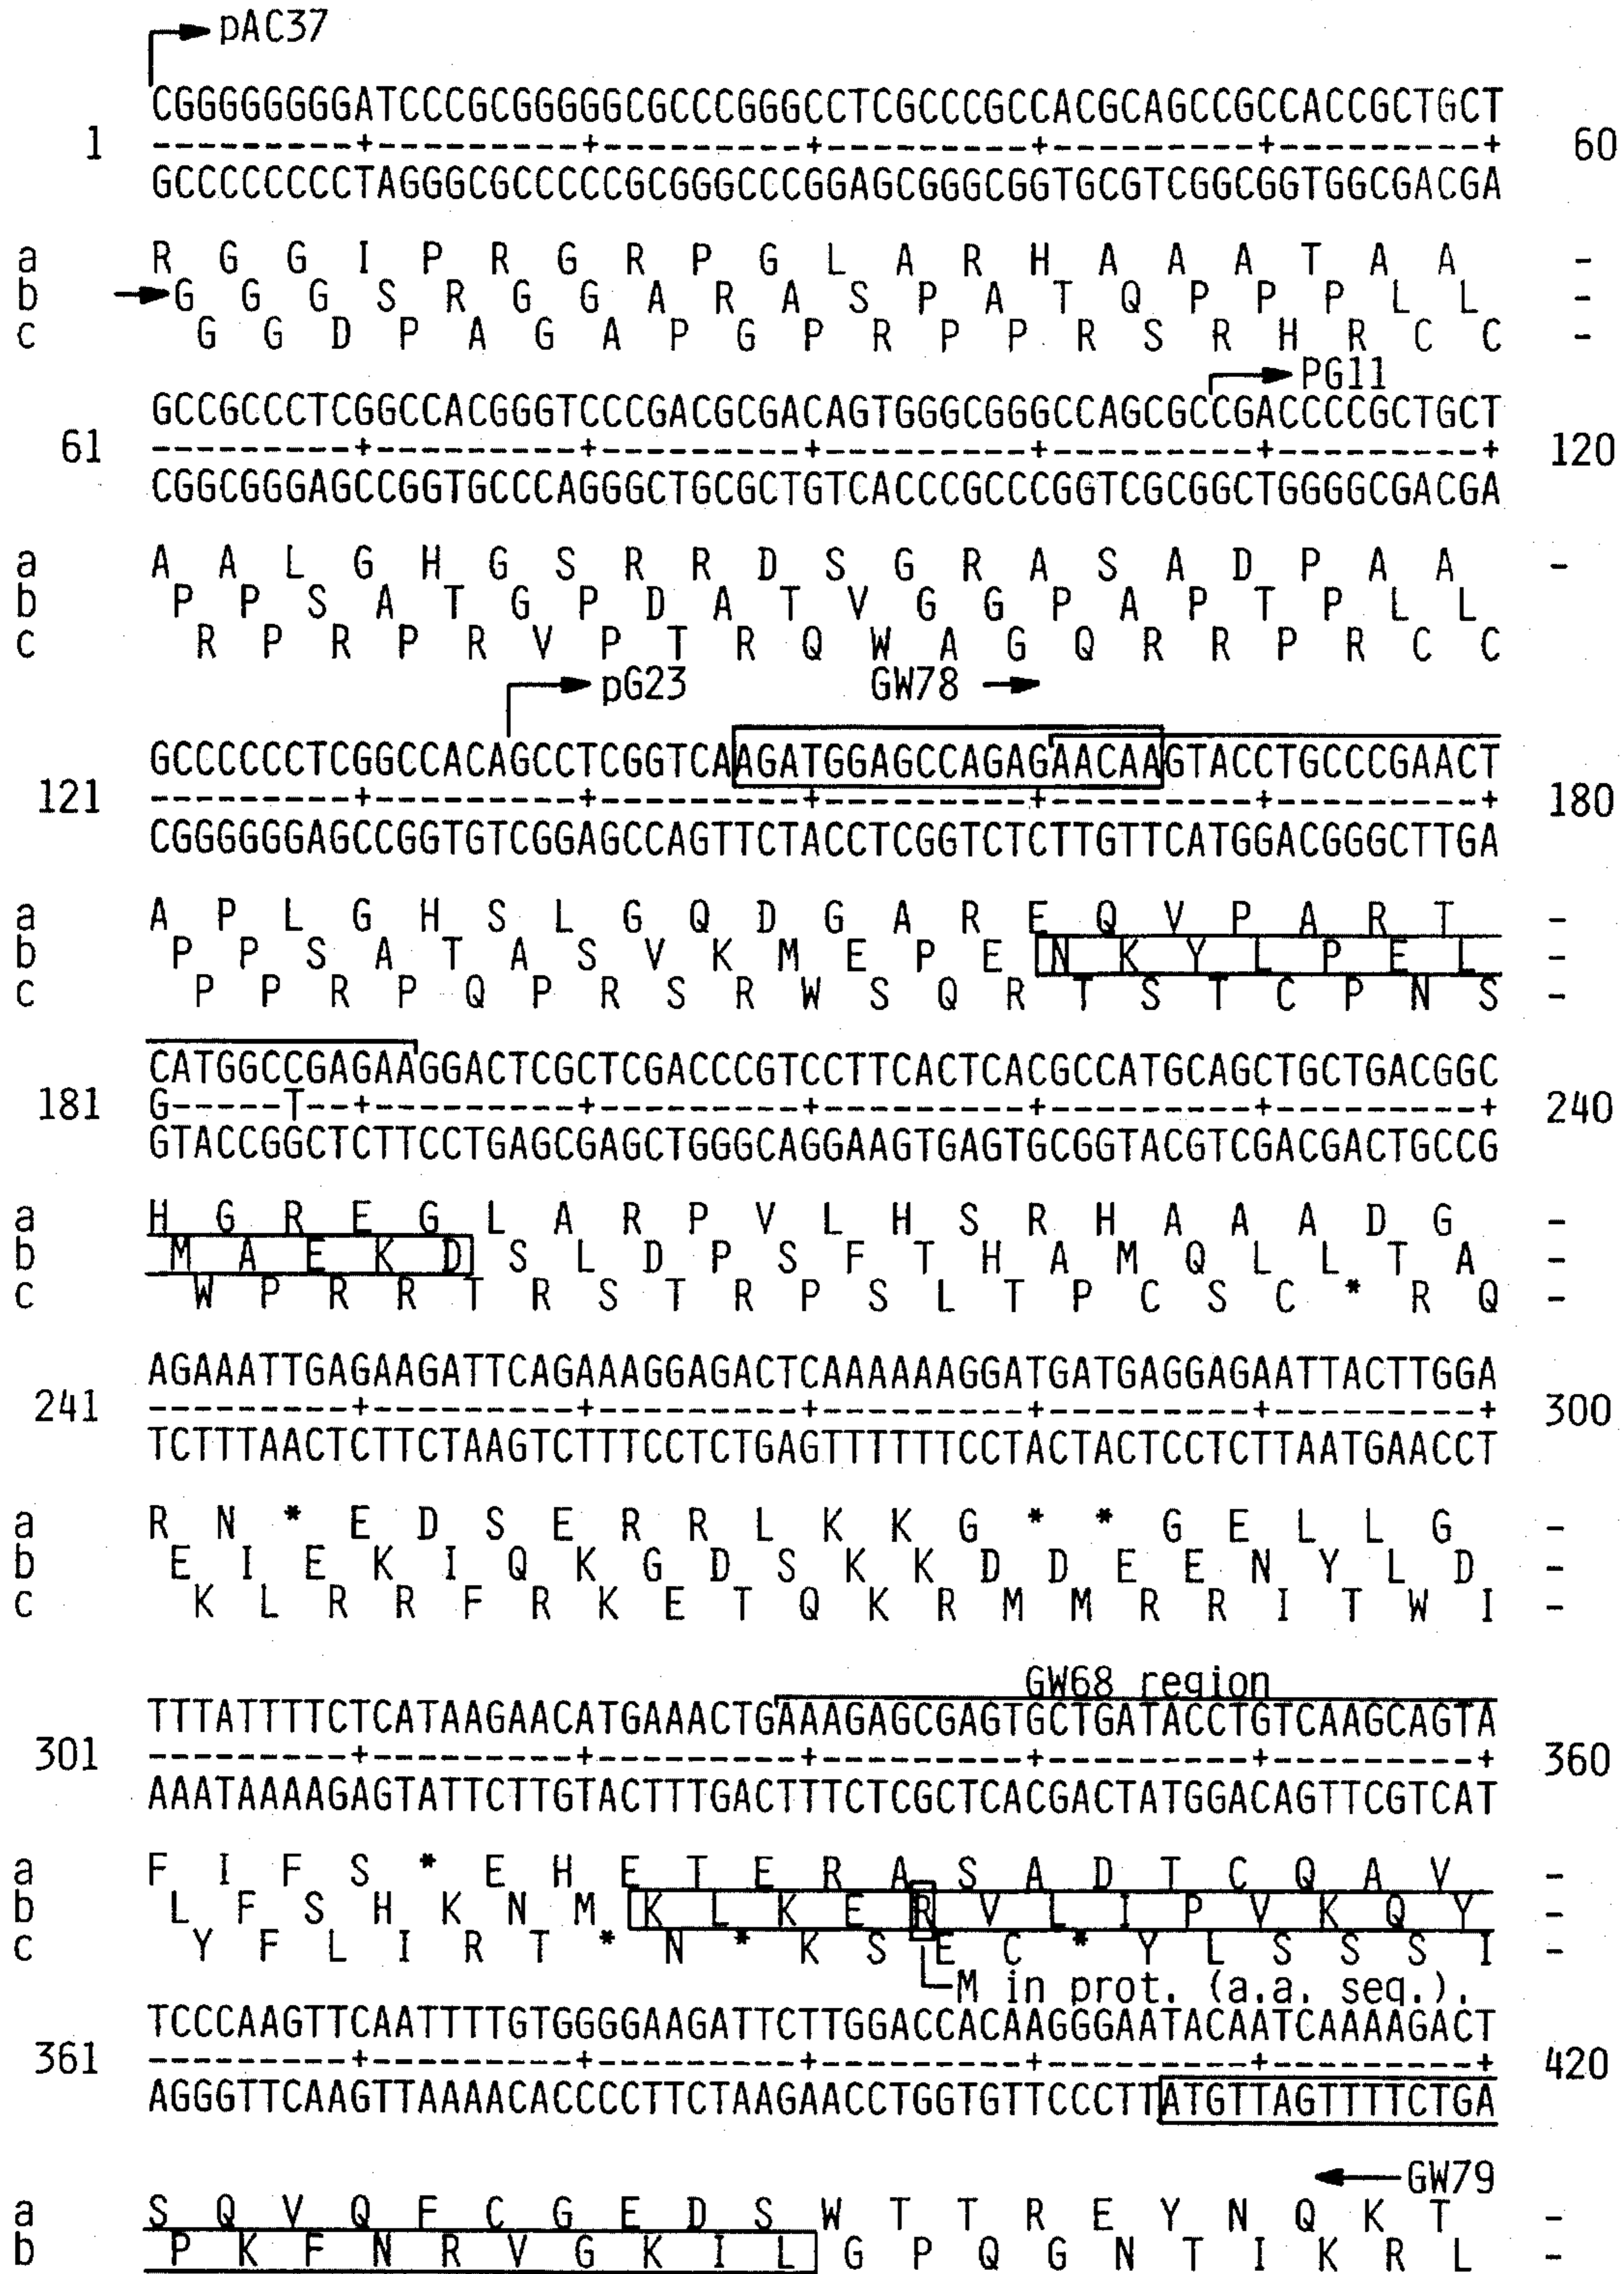 pAC37
CGGGGGGGGATCCCGCGGGGGCGCCCGGGCCTCGCCCGCCACGCAGCCGCCACCGCTGCT
1 ---------+---------+---------+---------+---------+---------+ 60
GCCCCCCCCTAGGGCGCCCCCGCGGGCCCGGAGCGGGCGGTGCGTCGGCGGTGGCGACGA
a R G G I P R G R P G L A R H A A A T A A -
b G G G S R G G A R A S P A T Q P P P L L -
c G G D P A G A P G P R P P R S R H R C C -
PG11
GCCGCCCTCGGCCACGGGTCCCGACGCGACAGTGGGCGGGCCAGCGCCGACCCCGCTGCT
61 ---------+---------+---------+---------+---------+---------+ 120
CGGCGGGAGCCGGTGCCCAGGGCTGCGCTGTCACCCGCCCGGTCGCGGCTGGGGCGACGA
a A A L G H G S R R D S G R A S A D P A A -
b P P S A T G P D A T V G G P A P T P L L
c R P R P R V P T R Q W A G Q R R P R C C
pG23 GW78
GCCCCCCTCGGCCACAGCCTCGGTCAAGATGGAGCCAGAGAACAAGTACCTGCCCGAACT
121 ---------+---------+---------+---------+---------+---------+ 180
CGGGGGGAGCCGGTGTCGGAGCCAGTTCTACCTCGGTCTCTTGTTCATGGACGGGCTTGA
a A P L G H S L G Q D G A R E Q V P A R T -
b P P S A T A S V K M E P E N K Y L P E L -
c P P R P Q P R S R W S Q R T S T C P N S -
CATGGCCGAGAAGGACTCGCTCGACCCGTCCTTCACTCACGCCATGCAGCTGCTGACGGC
181 G-----T--+---------+---------+---------+---------+---------+ 240
GTACCGGCTCTTCCTGAGCGAGCTGGGCAGGAAGTGAGTGCGGTACGTCGACGACTGCCG
a H G R E G L A R P V L H S R H A A A D G -
b M A E K D S L D P S F T H A M Q L L T A -
c W P R R T R S T R P S L T P C S C * R Q -
AGAAATTGAGAAGATTCAGAAAGGAGACTCAAAAAAGGATGATGAGGAGAATTACTTGGA
241 ---------+---------+---------+---------+---------+---------+ 300
TCTTTAACTCTTCTAAGTCTTTCCTCTGAGTTTTTTCCTACTACTCCTCTTAATGAACCT
a R N * E D S E R R L K K G * * G E L L G -
b E I E K I Q K G D S K K D D E E N Y L D -
c K L R R F R K E T Q K R M M R R I T W I -
GW68 region
TTTATTTTCTCATAAGAACATGAAACTGAAAGAGCGAGTGCTGATACCTGTCAAGCAGTA
301 ---------+---------+---------+---------+---------+---------+ 360
AAATAAAAGAGTATTCTTGTACTTTGACTTTCTCGCTCACGACTATGGACAGTTCGTCAT
a F I F S * E H E T E R A S A D T C Q A V -
b L F S H K N M K L K E R V L I P V K Q Y -
c Y F L I R T * N * K S E C * Y L S S S I -
M in prot. (a.a. seq.).
TCCCAAGTTCAATTTTGTGGGGAAGATTCTTGGACCACAAGGGAATACAATCAAAAGACT
361 ---------+---------+---------+---------+---------+---------+ 420
AGGGTTCAAGTTAAAACACCCCTTCTAAGAACCTGGTGTTCCCTTATGTTAGTTTTCTGA
GW79
a S Q V Q F C G E D S W T T R E Y N Q K T -
b P K F N R V G K I L G P Q G N T I K R L -